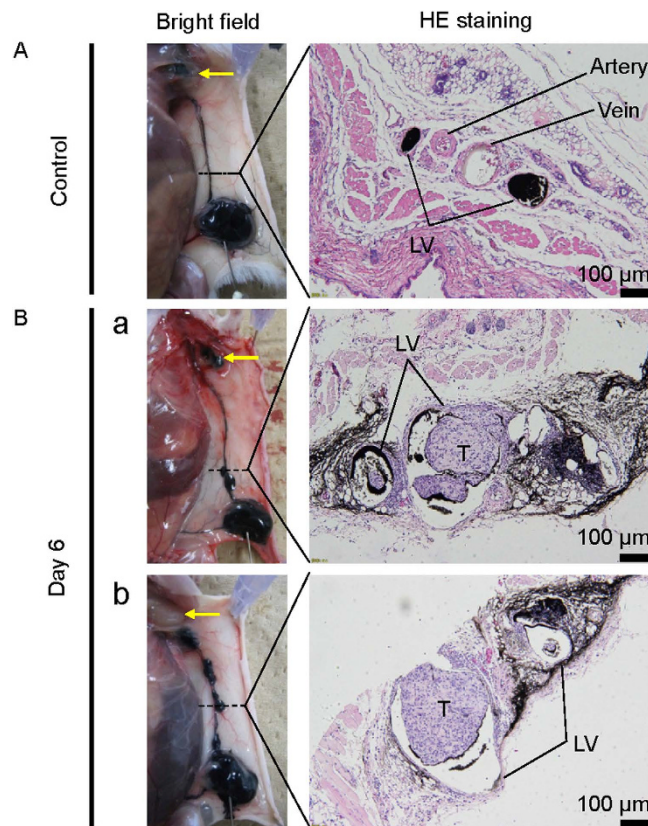 Bright field
HE staining
A
Control
Artery
Vein
LV
100 µm
B
Day 6
a
LV
T
100 µm
b
T
LV
100 µm